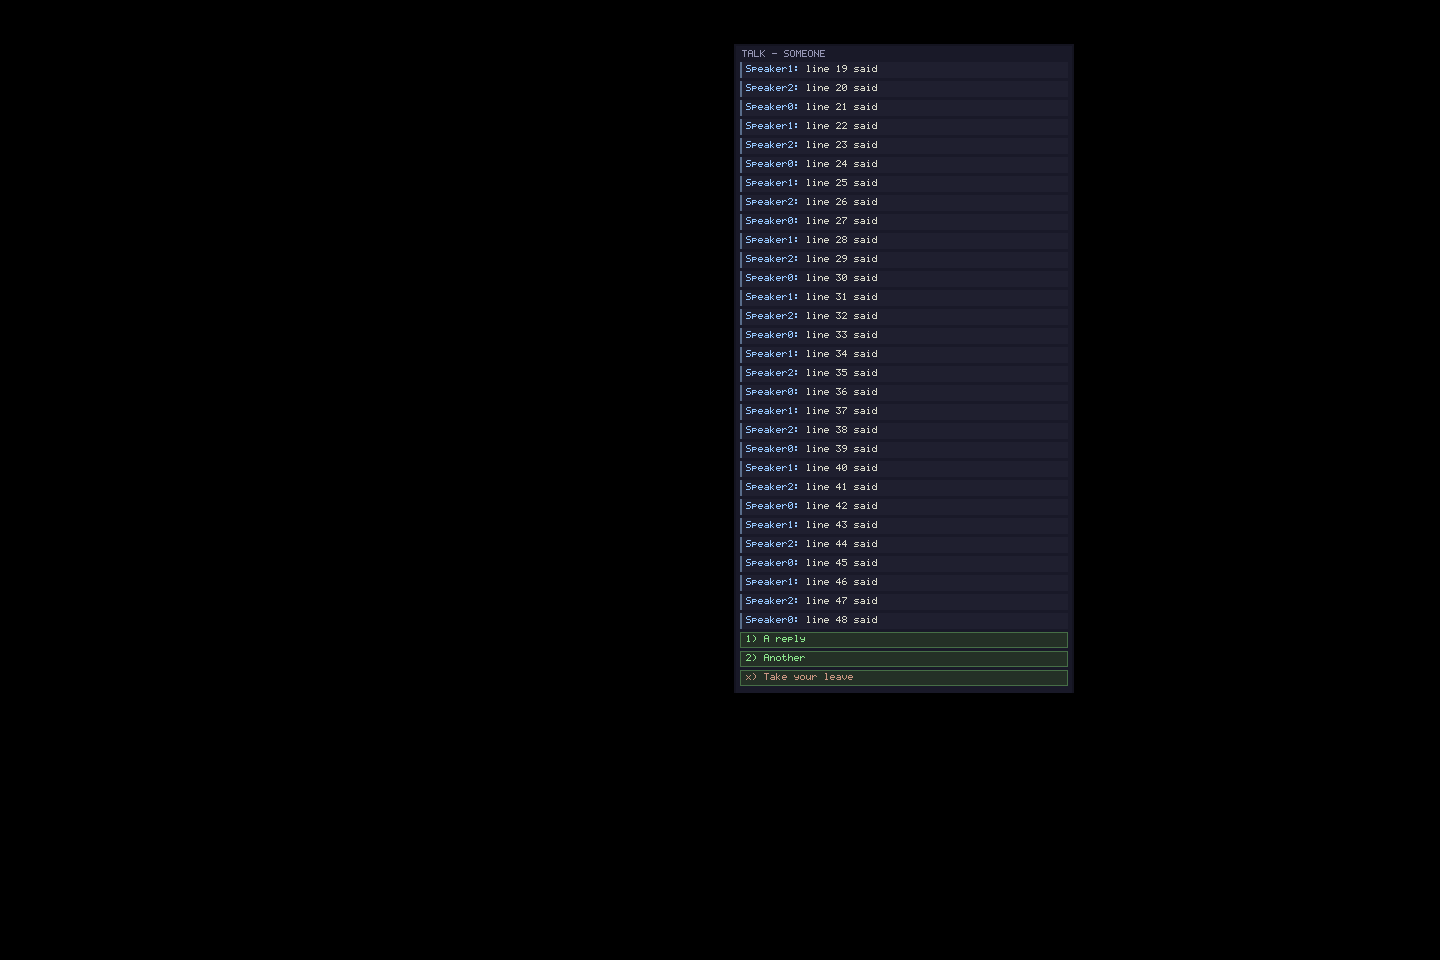 TALK - SOMEONE
Speaker1: line 19 said
Speaker2: line 20 said
Speaker0: line 21 said
Speaker1: line 22 said
Speaker2: line 23 said
Speaker0: line 24 said
Speaker1: line 25 said
Speaker2: line 26 said
Speaker0: line 27 said
Speaker1: line 28 said
Speaker2: line 29 said
Speaker0: line 30 said
Speaker1: line 31 said
Speaker2: line 32 said
Speaker0: line 33 said
Speaker1: line 34 said
Speaker2: line 35 said
Speaker0: line 36 said
Speaker1: line 37 said
Speaker2: line 38 said
Speaker0: line 39 said
Speaker1: line 40 said
Speaker2: line 41 said
Speaker0: line 42 said
Speaker1: line 43 said
Speaker2: line 44 said
Speaker0: line 45 said
Speaker1: line 46 said
Speaker2: line 47 said
Speaker0: line 48 said
1) A reply
2) Another
x) Take your leave